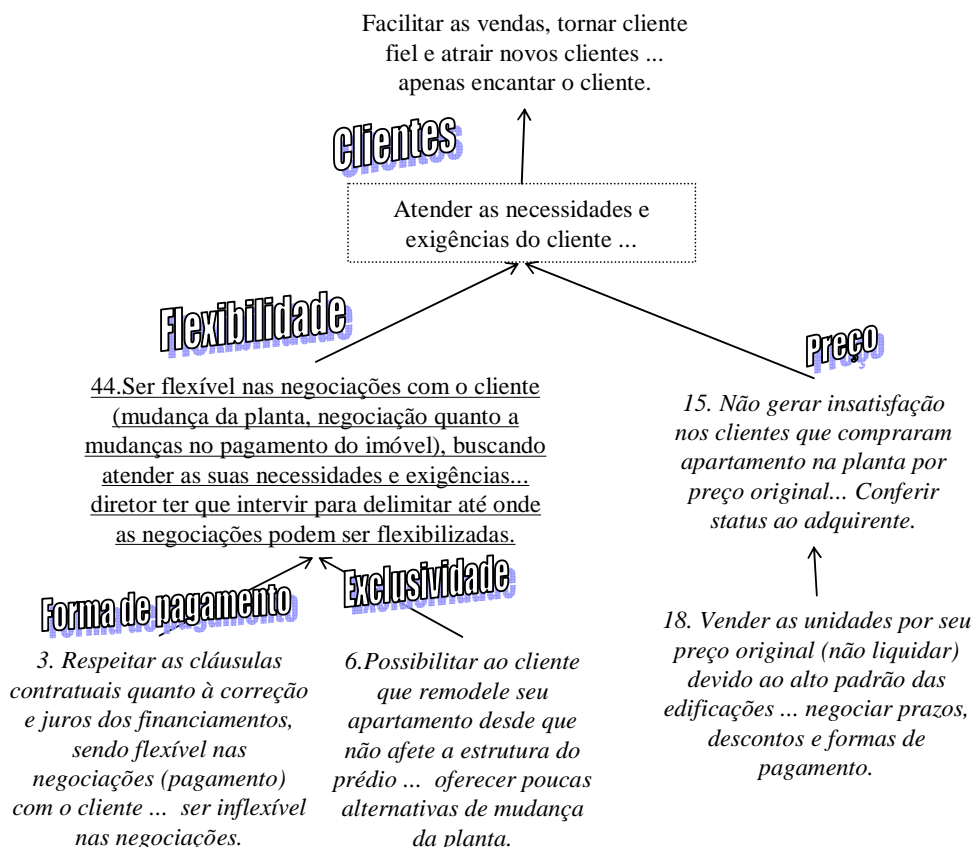 Facilitar as vendas, tornar cliente
fiel e atrair novos clientes ...
apenas encantar o cliente.
Clientes
Atender as necessidades e
exigências do cliente ...
Flexibilidade
Preço
44.Ser flexível nas negociações com o cliente
(mudança da planta, negociação quanto a
mudanças no pagamento do imóvel), buscando
atender as suas necessidades e exigências...
diretor ter que intervir para delimitar até onde
as negociações podem ser flexibilizadas.
15. Não gerar insatisfação
nos clientes que compraram
apartamento na planta por
preço original... Conferir
status ao adquirente.
Forma de pagamento
Exclusividade
3. Respeitar as cláusulas
contratuais quanto à correção
e juros dos financiamentos,
sendo flexível nas
negociações (pagamento)
com o cliente ... ser inflexível
nas negociações.
6.Possibilitar ao cliente
que remodele seu
apartamento desde que
não afete a estrutura do
prédio ... oferecer poucas
alternativas de mudança
da planta.
18. Vender as unidades por seu
preço original (não liquidar)
devido ao alto padrão das
edificações ... negociar prazos,
descontos e formas de
pagamento.